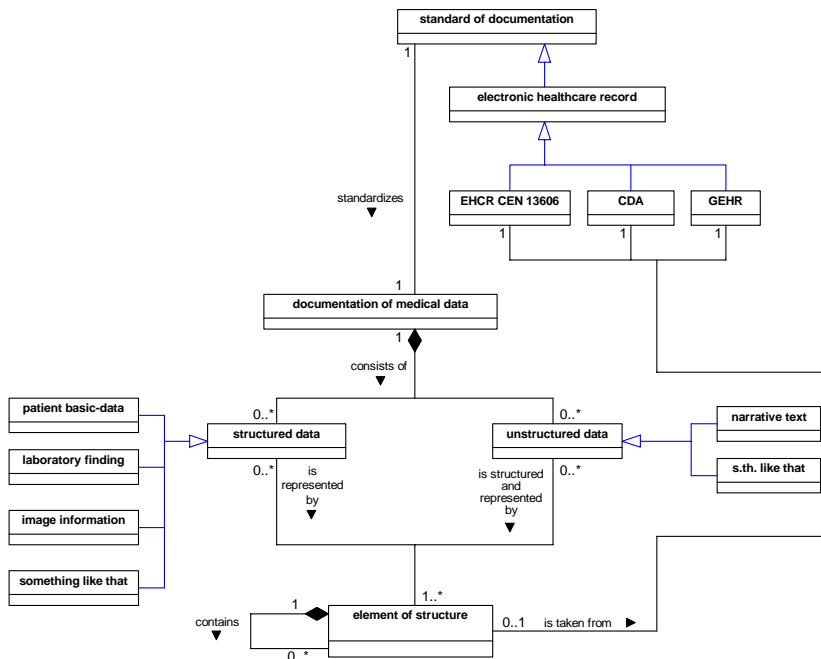 standard of documentation
1
electronic healthcare record
standardizes
EHCR CEN 13606
CDA
GEHR
1
1
1
1
documentation of medical data
1
consists of
patient basic-data
0..*
0..*
narrative text
structured data
unstructured data
laboratory finding
0..*
is
represented
by
is structured
and
represented
by
0..*
s.th. like that
image information
something like that
1..*
1
element of structure
contains
0..1
is taken from
0..*